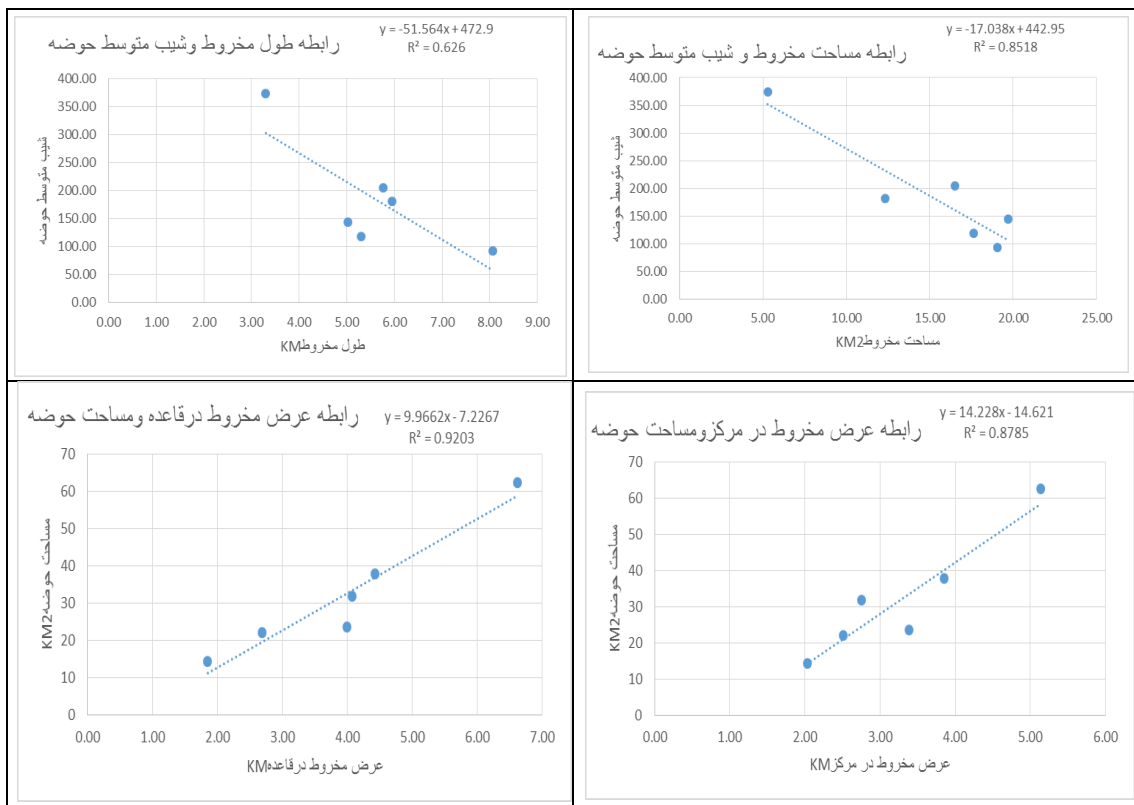 رابطه طول مخروط وشیب متوسط حوضه
y = -51.564x + 472.9
R² = 0.626
شیب متوسط حوضه
400.00
350.00
300.00
250.00
200.00
150.00
100.00
50.00
0.00
0.00 1.00 2.00 3.00 4.00 5.00 6.00 7.00 8.00 9.00
طول مخروطKM
رابطه مساحت مخروط و شیب متوسط حوضه
y = -17.038x + 442.95
R² = 0.8518
شیب متوسط حوضه
400.00
350.00
300.00
250.00
200.00
150.00
100.00
50.00
0.00
0.00 5.00 10.00 15.00 20.00 25.00
مساحت مخروطKM2
رابطه عرض مخروط درقاعده ومساحت حوضه
y = 9.9662x - 7.2267
R² = 0.9203
مساحت حوضهKM2
70
60
50
40
30
20
10
0
0.00 1.00 2.00 3.00 4.00 5.00 6.00 7.00
عرض مخروط درقاعدهKM
رابطه عرض مخروط در مرکزومساحت حوضه
y = 14.228x - 14.621
R² = 0.8785
مساحت حوضهKM2
70
60
50
40
30
20
10
0
0.00 1.00 2.00 3.00 4.00 5.00 6.00
عرض مخروط در مرکزKM